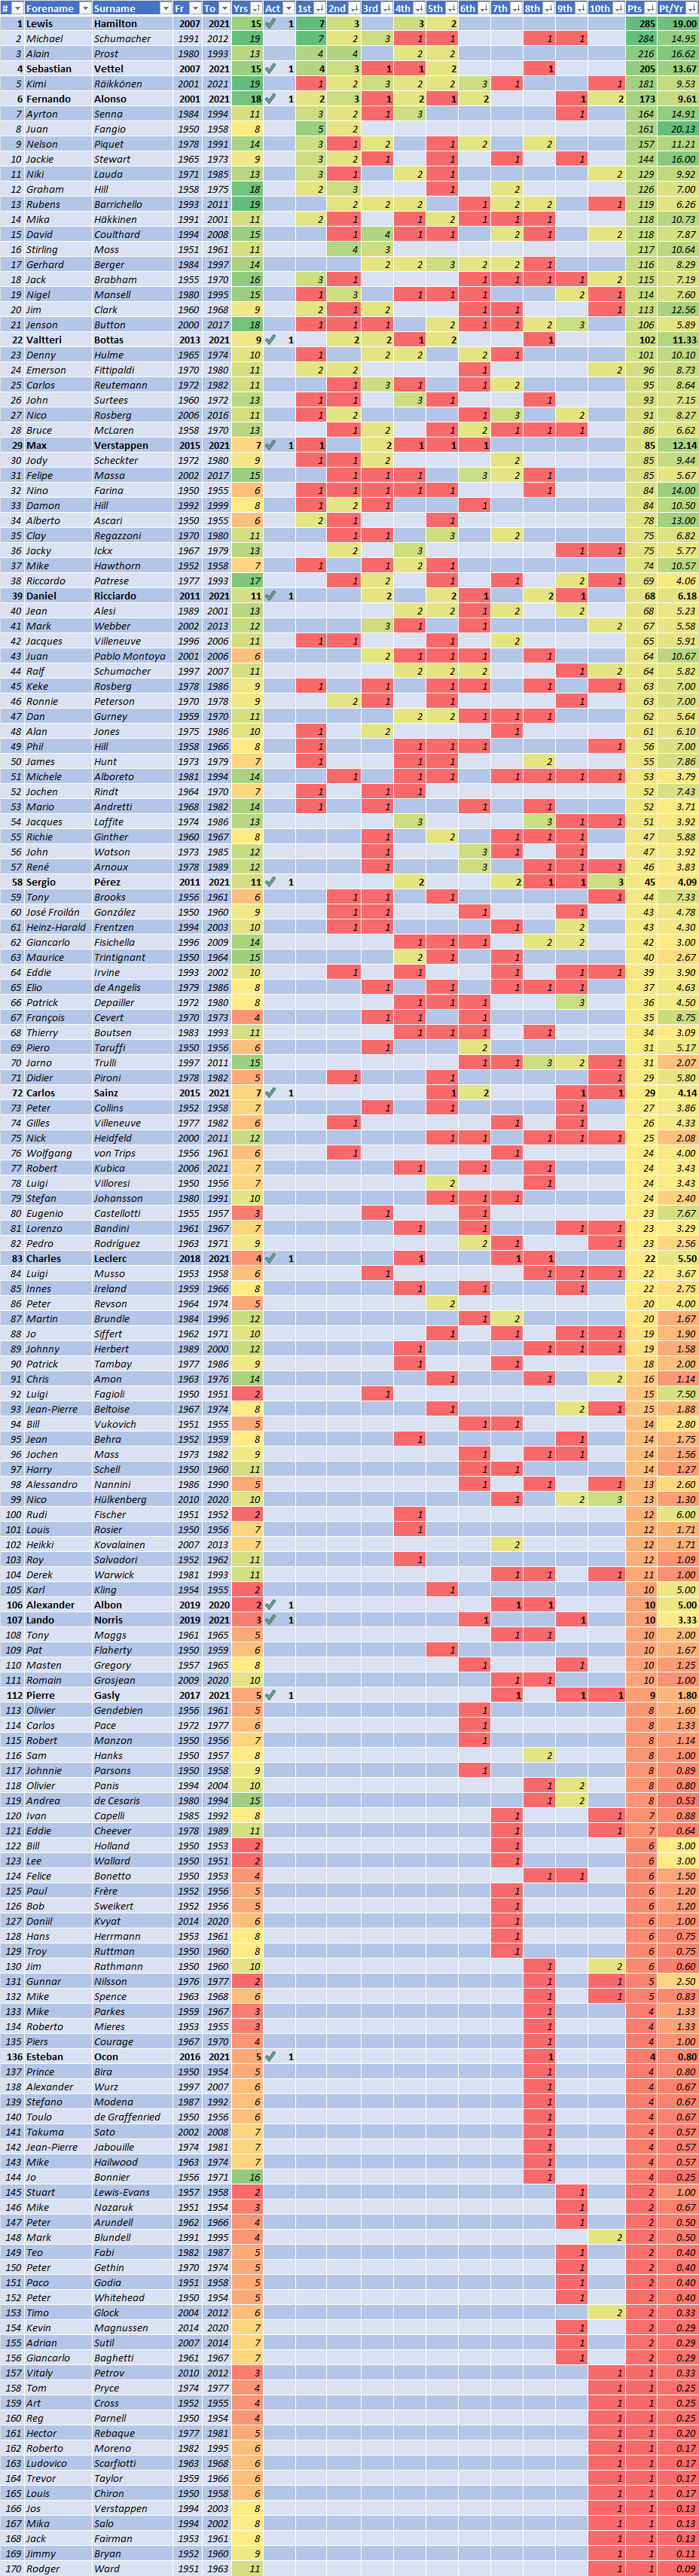 # Forename Surname Fr To Yrs Act 1st 2nd 3rd 4th 5th 6th 7th 8th 9th 10th Pts Pt/Yr
1 Lewis Hamilton 2007 2021 15 ✔ 1 7 3 3 2 285 19.00
2 Michael Schumacher 1991 2012 19 7 2 3 1 1 1 1 284 14.95
3 Alain Prost 1980 1993 13 4 4 2 2 216 16.62
4 Sebastian Vettel 2007 2021 15 ✔ 1 4 3 1 1 2 1 205 13.67
5 Kimi Räikkönen 2001 2021 19 1 2 3 2 2 3 1 1 181 9.53
6 Fernando Alonso 2001 2021 18 ✔ 1 2 3 1 2 1 2 1 2 173 9.61
7 Ayrton Senna 1984 1994 11 3 2 1 3 1 164 14.91
8 Juan Fangio 1950 1958 8 5 2 161 20.13
9 Nelson Piquet 1978 1991 14 3 1 2 1 2 2 157 11.21
10 Jackie Stewart 1965 1973 9 3 2 1 1 1 1 144 16.00
11 Niki Lauda 1971 1985 13 3 1 2 1 2 129 9.92
12 Graham Hill 1958 1975 18 2 3 1 2 126 7.00
13 Rubens Barrichello 1993 2011 19 2 2 2 1 2 2 1 119 6.26
14 Mika Häkkinen 1991 2001 11 2 1 1 2 1 1 1 118 10.73
15 David Coulthard 1994 2008 15 1 4 1 1 2 1 2 118 7.87
16 Stirling Moss 1951 1961 11 4 3 117 10.64
17 Gerhard Berger 1984 1997 14 2 2 3 2 2 1 116 8.29
18 Jack Brabham 1955 1970 16 3 1 1 1 1 1 2 115 7.19
19 Nigel Mansell 1980 1995 15 1 3 1 1 1 2 1 114 7.60
20 Jim Clark 1960 1968 9 2 1 2 1 1 1 113 12.56
21 Jenson Button 2000 2017 18 1 1 1 2 1 1 2 3 106 5.89
22 Valtteri Bottas 2013 2021 9 ✔ 1 2 2 1 2 1 102 11.33
23 Denny Hulme 1965 1974 10 1 2 2 2 1 101 10.10
24 Emerson Fittipaldi 1970 1980 11 2 2 1 2 96 8.73
25 Carlos Reutemann 1972 1982 11 1 3 1 1 2 95 8.64
26 John Surtees 1960 1972 13 1 1 3 1 1 93 7.15
27 Nico Rosberg 2006 2016 11 1 2 1 3 2 91 8.27
28 Bruce McLaren 1958 1970 13 1 2 1 2 1 1 1 86 6.62
29 Max Verstappen 2015 2021 7 ✔ 1 1 2 1 1 1 85 12.14
30 Jody Scheckter 1972 1980 9 1 1 2 2 85 9.44
31 Felipe Massa 2002 2017 15 1 1 1 3 2 1 85 5.67
32 Nino Farina 1950 1955 6 1 1 1 1 1 1 84 14.00
33 Damon Hill 1992 1999 8 1 2 1 1 84 10.50
34 Alberto Ascari 1950 1955 6 2 1 1 78 13.00
35 Clay Regazzoni 1970 1980 11 1 1 3 2 75 6.82
36 Jacky Ickx 1967 1979 13 2 3 1 1 75 5.77
37 Mike Hawthorn 1952 1958 7 1 1 2 1 74 10.57
38 Riccardo Patrese 1977 1993 17 1 2 1 1 2 1 69 4.06
39 Daniel Ricciardo 2011 2021 11 ✔ 1 2 2 1 2 1 68 6.18
40 Jean Alesi 1989 2001 13 2 2 1 2 2 68 5.23
41 Mark Webber 2002 2013 12 3 1 1 2 67 5.58
42 Jacques Villeneuve 1996 2006 11 1 1 1 2 65 5.91
43 Juan Pablo Montoya 2001 2006 6 2 1 1 1 1 64 10.67
44 Ralf Schumacher 1997 2007 11 2 2 2 1 2 64 5.82
45 Keke Rosberg 1978 1986 9 1 1 1 1 1 1 63 7.00
46 Ronnie Peterson 1970 1978 9 2 1 1 1 63 7.00
47 Dan Gurney 1959 1970 11 2 2 1 1 1 62 5.64
48 Alan Jones 1975 1986 10 1 2 1 61 6.10
49 Phil Hill 1958 1966 8 1 1 1 1 1 56 7.00
50 James Hunt 1973 1979 7 1 1 1 2 55 7.86
51 Michele Alboreto 1981 1994 14 1 1 1 1 1 1 1 53 3.79
52 Jochen Rindt 1964 1970 7 1 1 1 52 7.43
53 Mario Andretti 1968 1982 14 1 1 1 1 52 3.71
54 Jacques Laffite 1974 1986 13 3 3 1 1 51 3.92
55 Richie Ginther 1960 1967 8 1 2 1 1 1 47 5.88
56 John Watson 1973 1985 12 1 3 1 1 47 3.92
57 René Arnoux 1978 1989 12 1 3 1 1 1 46 3.83
58 Sergio Pérez 2011 2021 11 ✔ 1 2 2 1 1 3 45 4.09
59 Tony Brooks 1956 1961 6 1 1 1 1 44 7.33
60 José Froilán González 1950 1960 9 1 1 1 1 43 4.78
61 Heinz-Harald Frentzen 1994 2003 10 1 1 1 2 43 4.30
62 Giancarlo Fisichella 1996 2009 14 1 1 1 2 2 42 3.00
63 Maurice Trintignant 1950 1964 15 2 1 1 40 2.67
64 Eddie Irvine 1993 2002 10 1 1 1 1 1 39 3.90
65 Elio de Angelis 1979 1986 8 1 1 1 1 1 37 4.63
66 Patrick Depailler 1972 1980 8 1 1 1 3 36 4.50
67 François Cevert 1970 1973 4 1 1 1 35 8.75
68 Thierry Boutsen 1983 1993 11 1 1 1 1 34 3.09
69 Piero Taruffi 1950 1956 6 1 2 31 5.17
70 Jarno Trulli 1997 2011 15 1 1 3 2 1 31 2.07
71 Didier Pironi 1978 1982 5 1 1 1 29 5.80
72 Carlos Sainz 2015 2021 7 ✔ 1 1 2 1 1 29 4.14
73 Peter Collins 1952 1958 7 1 1 1 27 3.86
74 Gilles Villeneuve 1977 1982 6 1 1 1 26 4.33
75 Nick Heidfeld 2000 2011 12 1 1 1 1 1 25 2.08
76 Wolfgang von Trips 1956 1961 6 1 1 24 4.00
77 Robert Kubica 2006 2021 7 1 1 1 24 3.43
78 Luigi Villoresi 1950 1956 7 2 1 24 3.43
79 Stefan Johansson 1980 1991 10 1 1 1 24 2.40
80 Eugenio Castellotti 1955 1957 3 1 1 23 7.67
81 Lorenzo Bandini 1961 1967 7 1 1 1 1 23 3.29
82 Pedro Rodríguez 1963 1971 9 2 1 1 23 2.56
83 Charles Leclerc 2018 2021 4 ✔ 1 1 1 1 22 5.50
84 Luigi Musso 1953 1958 6 1 1 1 1 22 3.67
85 Innes Ireland 1959 1966 8 1 1 1 22 2.75
86 Peter Revson 1964 1974 5 2 20 4.00
87 Martin Brundle 1984 1996 12 1 2 20 1.67
88 Jo Siffert 1962 1971 10 1 1 1 1 19 1.90
89 Johnny Herbert 1989 2000 12 1 1 1 1 19 1.58
90 Patrick Tambay 1977 1986 9 1 1 18 2.00
91 Chris Amon 1963 1976 14 1 1 2 16 1.14
92 Luigi Fagioli 1950 1951 2 1 15 7.50
93 Jean-Pierre Beltoise 1967 1974 8 1 2 1 15 1.88
94 Bill Vukovich 1951 1955 5 1 1 14 2.80
95 Jean Behra 1952 1959 8 1 1 14 1.75
96 Jochen Mass 1973 1982 9 1 1 1 14 1.56
97 Harry Schell 1950 1960 11 1 1 14 1.27
98 Alessandro Nannini 1986 1990 5 1 1 1 13 2.60
99 Nico Hülkenberg 2010 2020 10 1 2 3 13 1.30
100 Rudi Fischer 1951 1952 2 1 12 6.00
101 Louis Rosier 1950 1956 7 1 12 1.71
102 Heikki Kovalainen 2007 2013 7 2 12 1.71
103 Roy Salvadori 1952 1962 11 1 12 1.09
104 Derek Warwick 1981 1993 11 1 1 1 11 1.00
105 Karl Kling 1954 1955 2 1 10 5.00
106 Alexander Albon 2019 2020 2 ✔ 1 1 1 10 5.00
107 Lando Norris 2019 2021 3 ✔ 1 1 1 10 3.33
108 Tony Maggs 1961 1965 5 1 1 10 2.00
109 Pat Flaherty 1950 1959 6 1 10 1.67
110 Masten Gregory 1957 1965 8 1 1 10 1.25
111 Romain Grosjean 2009 2020 10 1 1 10 1.00
112 Pierre Gasly 2017 2021 5 ✔ 1 1 1 1 9 1.80
113 Olivier Gendebien 1956 1961 5 1 8 1.60
114 Carlos Pace 1972 1977 6 1 8 1.33
115 Robert Manzon 1950 1956 7 1 8 1.14
116 Sam Hanks 1950 1957 8 2 8 1.00
117 Johnnie Parsons 1950 1958 9 1 8 0.89
118 Olivier Panis 1994 2004 10 1 2 8 0.80
119 Andrea de Cesaris 1980 1994 15 1 2 8 0.53
120 Ivan Capelli 1985 1992 8 1 1 7 0.88
121 Eddie Cheever 1978 1989 11 1 1 7 0.64
122 Bill Holland 1950 1953 2 1 6 3.00
123 Lee Wallard 1950 1951 2 1 6 3.00
124 Felice Bonetto 1950 1953 4 1 1 6 1.50
125 Paul Frère 1952 1956 5 1 6 1.20
126 Bob Sweikert 1952 1956 5 1 6 1.20
127 Daniil Kvyat 2014 2020 6 1 6 1.00
128 Hans Herrmann 1953 1961 8 1 6 0.75
129 Troy Ruttman 1950 1960 8 1 6 0.75
130 Jim Rathmann 1950 1960 10 1 2 6 0.60
131 Gunnar Nilsson 1976 1977 2 1 1 5 2.50
132 Mike Spence 1963 1968 6 1 1 5 0.83
133 Mike Parkes 1959 1967 3 1 4 1.33
134 Roberto Mieres 1953 1955 3 1 4 1.33
135 Piers Courage 1967 1970 4 1 4 1.00
136 Esteban Ocon 2016 2021 5 ✔ 1 1 4 0.80
137 Prince Bira 1950 1954 5 1 4 0.80
138 Alexander Wurz 1997 2007 6 1 4 0.67
139 Stefano Modena 1987 1992 6 1 4 0.67
140 Toulo de Graffenried 1950 1956 6 1 4 0.67
141 Takuma Sato 2002 2008 7 1 4 0.57
142 Jean-Pierre Jabouille 1974 1981 7 1 4 0.57
143 Mike Hailwood 1963 1974 7 1 4 0.57
144 Jo Bonnier 1956 1971 16 1 4 0.25
145 Stuart Lewis-Evans 1957 1958 2 1 2 1.00
146 Mike Nazaruk 1951 1954 3 1 2 0.67
147 Peter Arundell 1962 1966 4 1 2 0.50
148 Mark Blundell 1991 1995 4 2 2 0.50
149 Teo Fabi 1982 1987 5 1 2 0.40
150 Peter Gethin 1970 1974 5 1 2 0.40
151 Paco Godia 1951 1958 5 1 2 0.40
152 Peter Whitehead 1950 1954 5 1 2 0.40
153 Timo Glock 2004 2012 6 2 2 0.33
154 Kevin Magnussen 2014 2020 7 1 2 0.29
155 Adrian Sutil 2007 2014 7 1 2 0.29
156 Giancarlo Baghetti 1961 1967 7 1 2 0.29
157 Vitaly Petrov 2010 2012 3 1 1 0.33
158 Tom Pryce 1974 1977 4 1 1 0.25
159 Art Cross 1952 1955 4 1 1 0.25
160 Reg Parnell 1950 1954 4 1 1 0.25
161 Hector Rebaque 1977 1981 5 1 1 0.20
162 Roberto Moreno 1982 1995 6 1 1 0.17
163 Ludovico Scarfiotti 1963 1968 6 1 1 0.17
164 Trevor Taylor 1959 1966 6 1 1 0.17
165 Louis Chiron 1950 1958 6 1 1 0.17
166 Jos Verstappen 1994 2003 8 1 1 0.13
167 Mika Salo 1994 2002 8 1 1 0.13
168 Jack Fairman 1953 1961 8 1 1 0.13
169 Jimmy Bryan 1952 1960 9 1 1 0.11
170 Rodger Ward 1951 1963 11 1 1 0.09